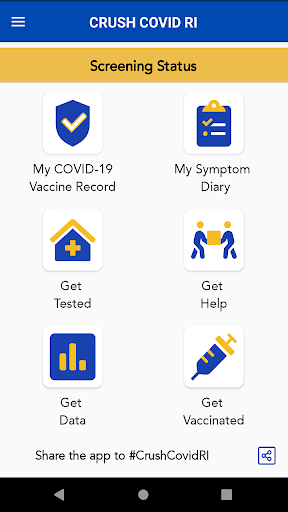 CRUSH COVID RI
Screening Status
My COVID-19
Vaccine Record
My Symptom
Diary
Get
Tested
Get
Help
Get
Data
Get
Vaccinated
Share the app to #CrushCovidRI